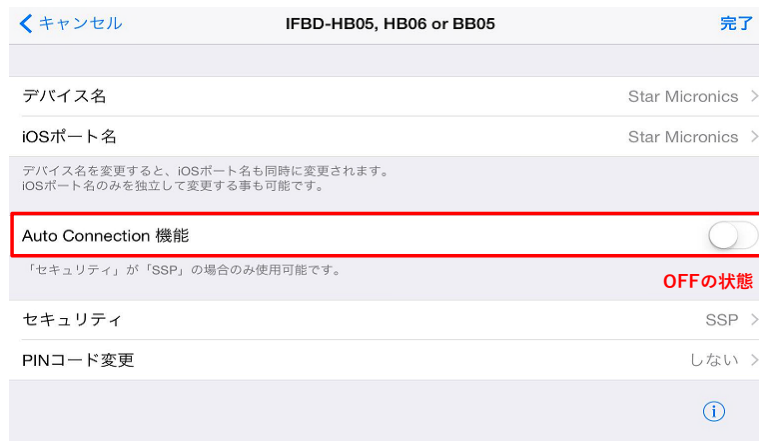 キャンセル
IFBD-HB05, HB06 or BB05
完了
デバイス名
Star Micronics
iOSポート名
Star Micronics
デバイス名を変更すると、iOSポート名も同時に変更されます。
iOSポート名のみを独立して変更する事も可能です。
Auto Connection 機能
「セキュリティ」が「SSP」の場合のみ使用可能です。
OFFの状態
セキュリティ
SSP
PINコード変更
しない